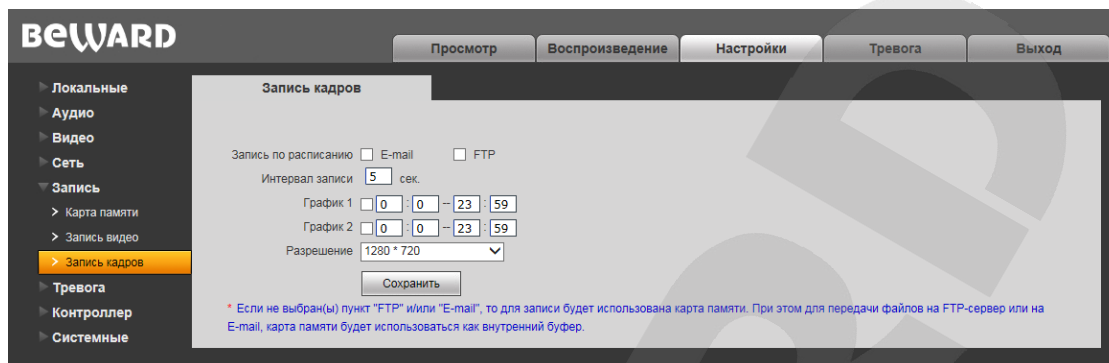 BEWARD
Просмотр Воспроизведение Настройки Тревога Выход
Локальные
Аудио
Видео
Сеть
Запись
> Карта памяти
> Запись видео
> Запись кадров
Тревога
Контроллер
Системные
Запись кадров
Запись по расписанию E-mail FTP
Интервал записи 5 сек.
График 1 0 : 0 -- 23 : 59
График 2 0 : 0 -- 23 : 59
Разрешение 1280 * 720
Сохранить
* Если не выбран(ы) пункт "FTP" и/или "E-mail", то для записи будет использована карта памяти. При этом для передачи файлов на FTP-сервер или на
E-mail, карта памяти будет использоваться как внутренний буфер.